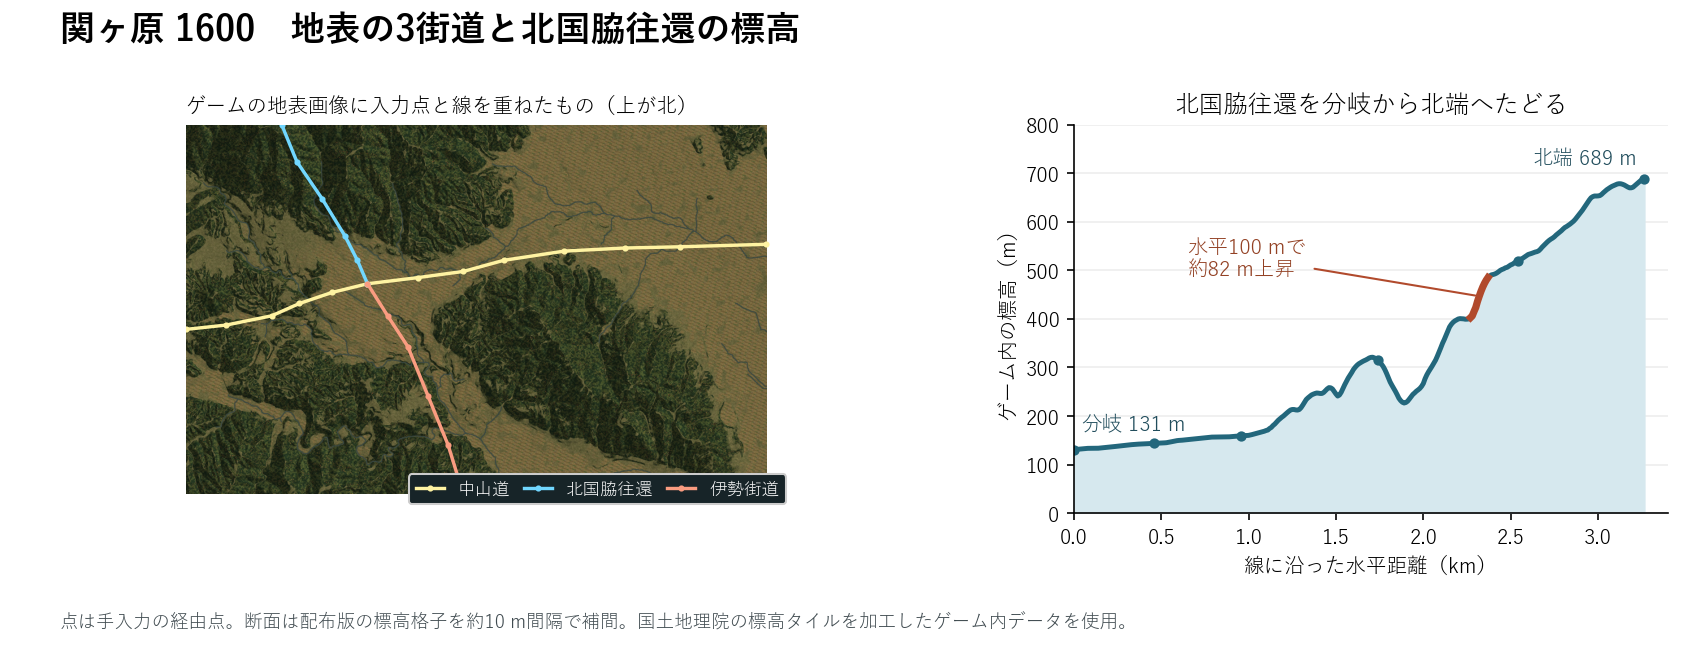 関ヶ原 1600　地表の3街道と北国脇往還の標高
ゲームの地表画像に入力点と線を重ねたもの（上が北）
中山道
北国脇往還
伊勢街道
北国脇往還を分岐から北端へたどる
ゲーム内の標高（m）
800
700
600
500
400
300
200
100
0
北端 689 m
水平100 mで
約82 m上昇
分岐 131 m
0.0
0.5
1.0
1.5
2.0
2.5
3.0
線に沿った水平距離（km）
点は手入力の経由点。断面は配布版の標高格子を約10 m間隔で補間。国土地理院の標高タイルを加工したゲーム内データを使用。